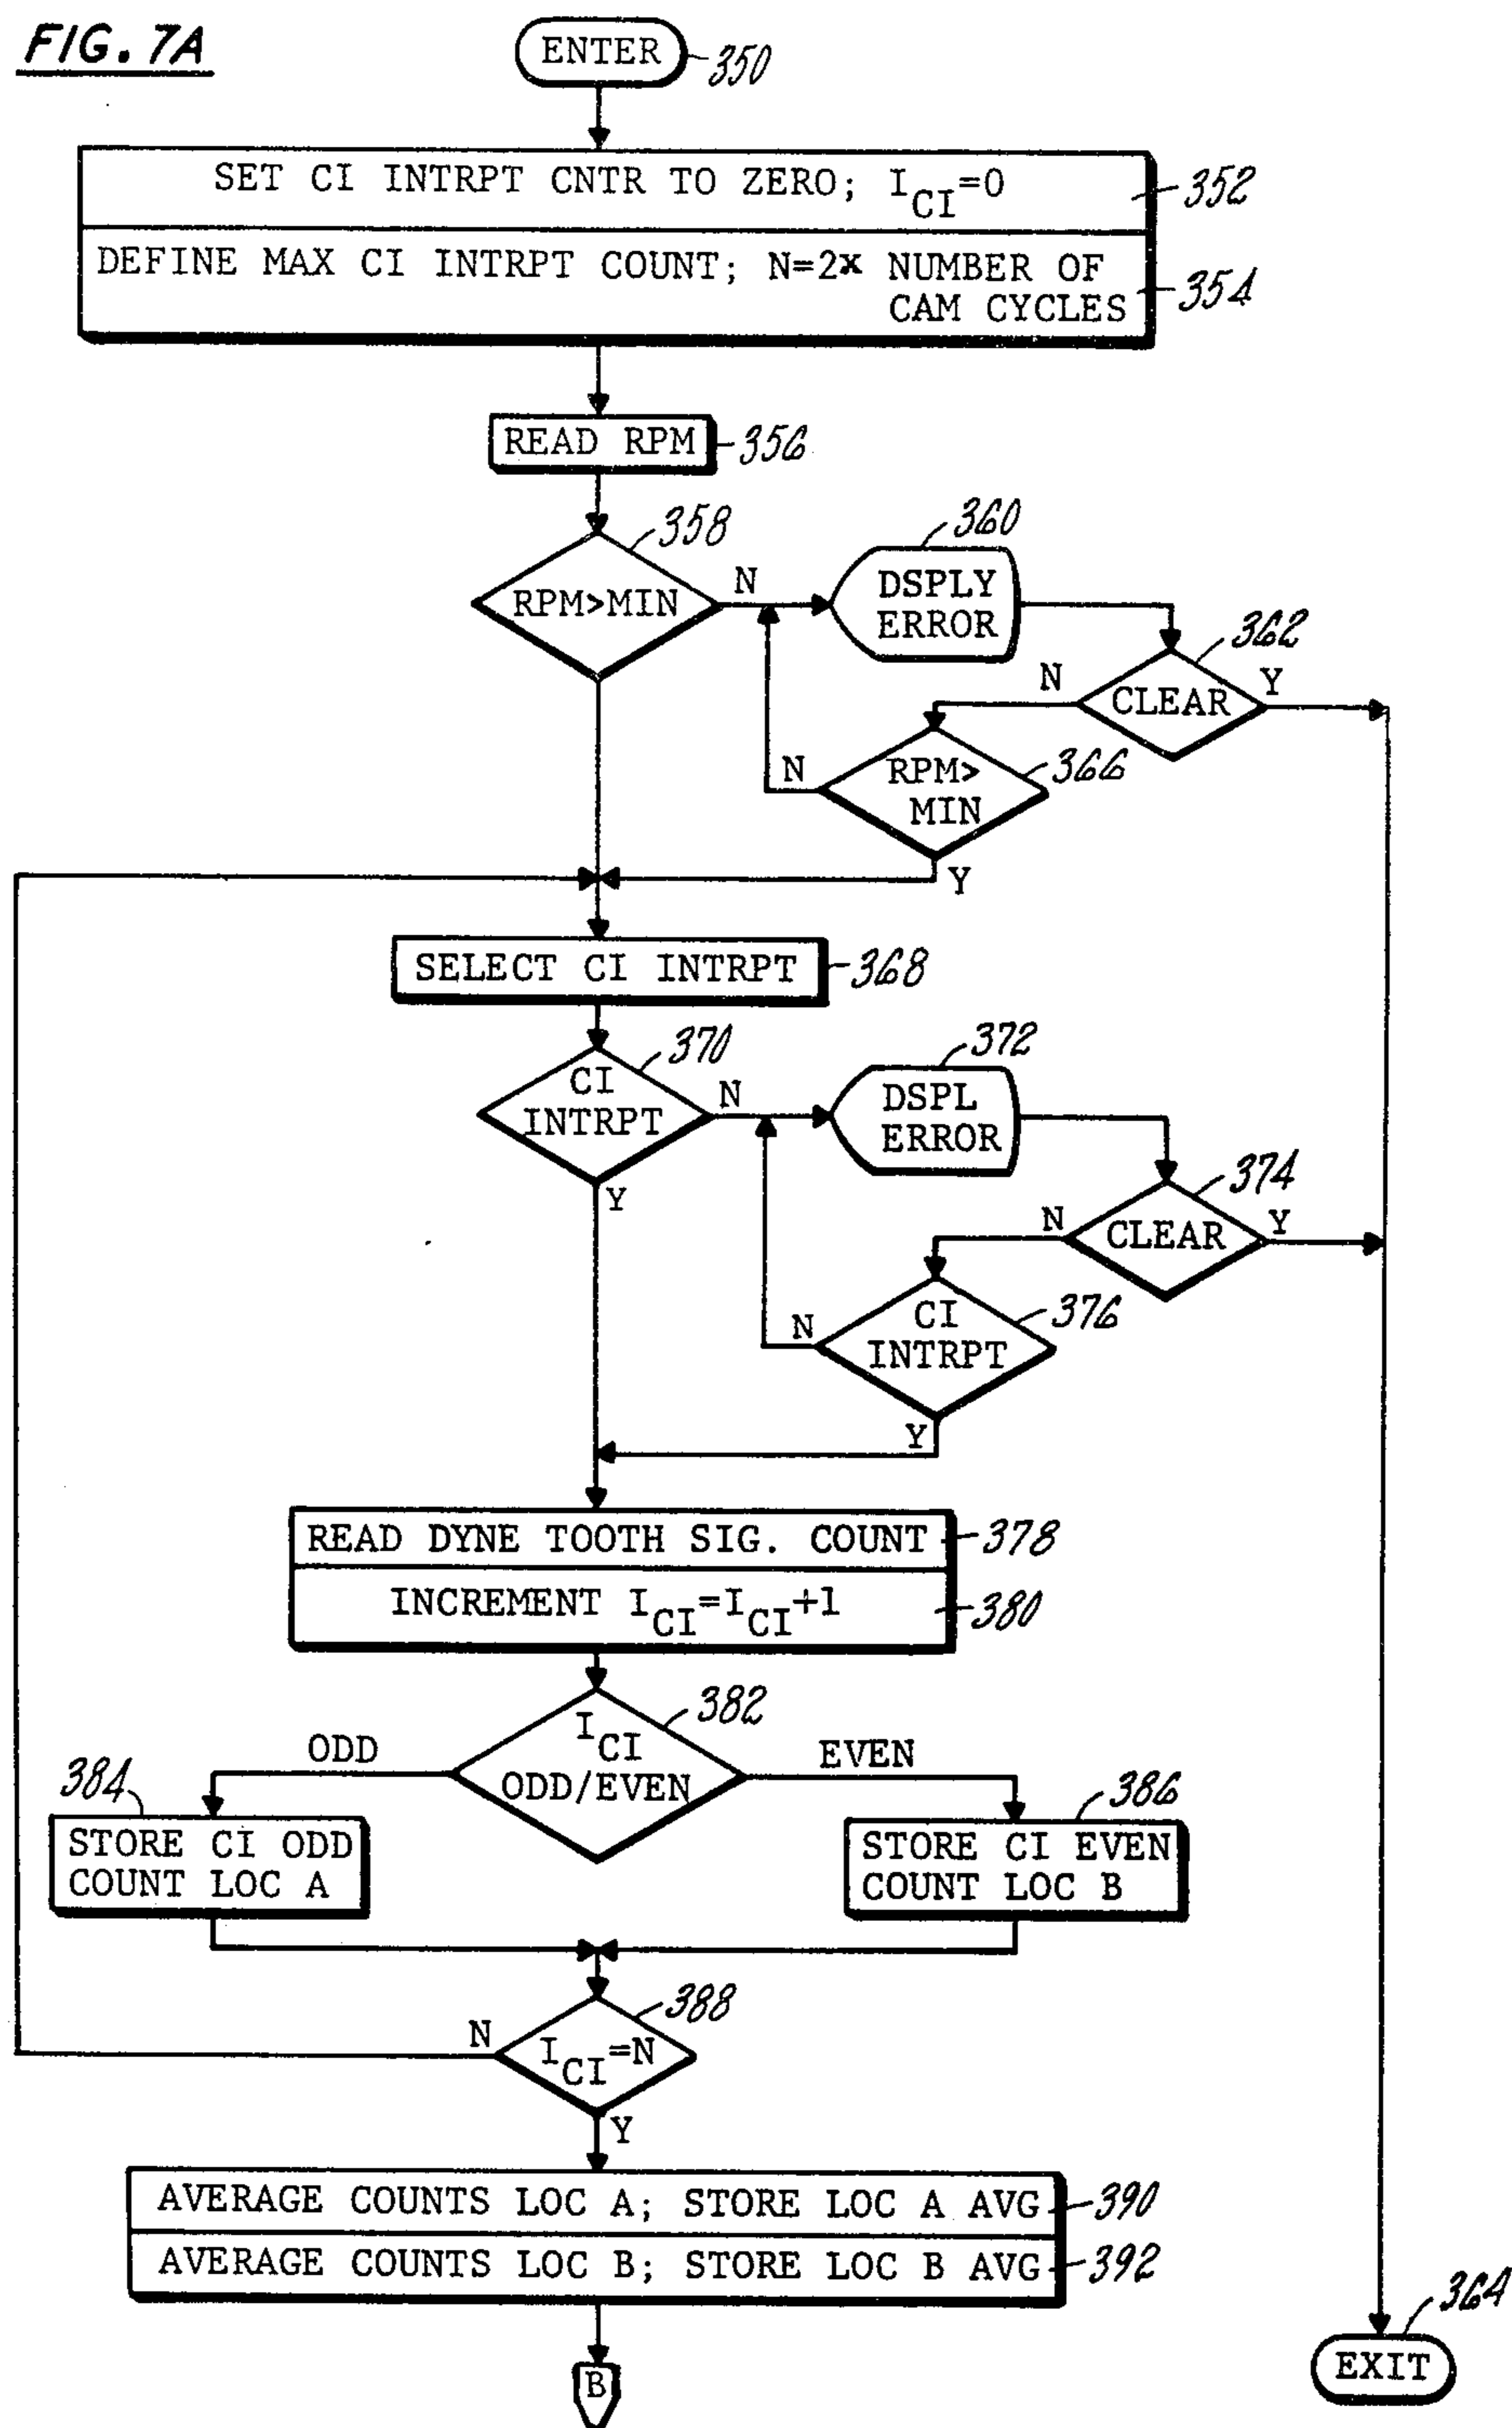 FIG. 7A
ENTER
350
SET CI INTRPT CNTR TO ZERO; I_CI=0
352
DEFINE MAX CI INTRPT COUNT; N=2x NUMBER OF
CAM CYCLES
354
READ RPM
356
358
RPM>MIN
N
360
DSPLY
ERROR
362
CLEAR
N
Y
366
RPM>
MIN
N
Y
SELECT CI INTRPT
368
370
CI
INTRPT
N
Y
372
DSPL
ERROR
374
CLEAR
N
Y
376
CI
INTRPT
N
Y
READ DYNE TOOTH SIG. COUNT
378
INCREMENT I_CI=I_CI+1
380
382
I_CI
ODD/EVEN
ODD
EVEN
384
STORE CI ODD
COUNT LOC A
386
STORE CI EVEN
COUNT LOC B
388
I_CI=N
N
Y
AVERAGE COUNTS LOC A; STORE LOC A AVG
390
AVERAGE COUNTS LOC B; STORE LOC B AVG
392
B
364
EXIT